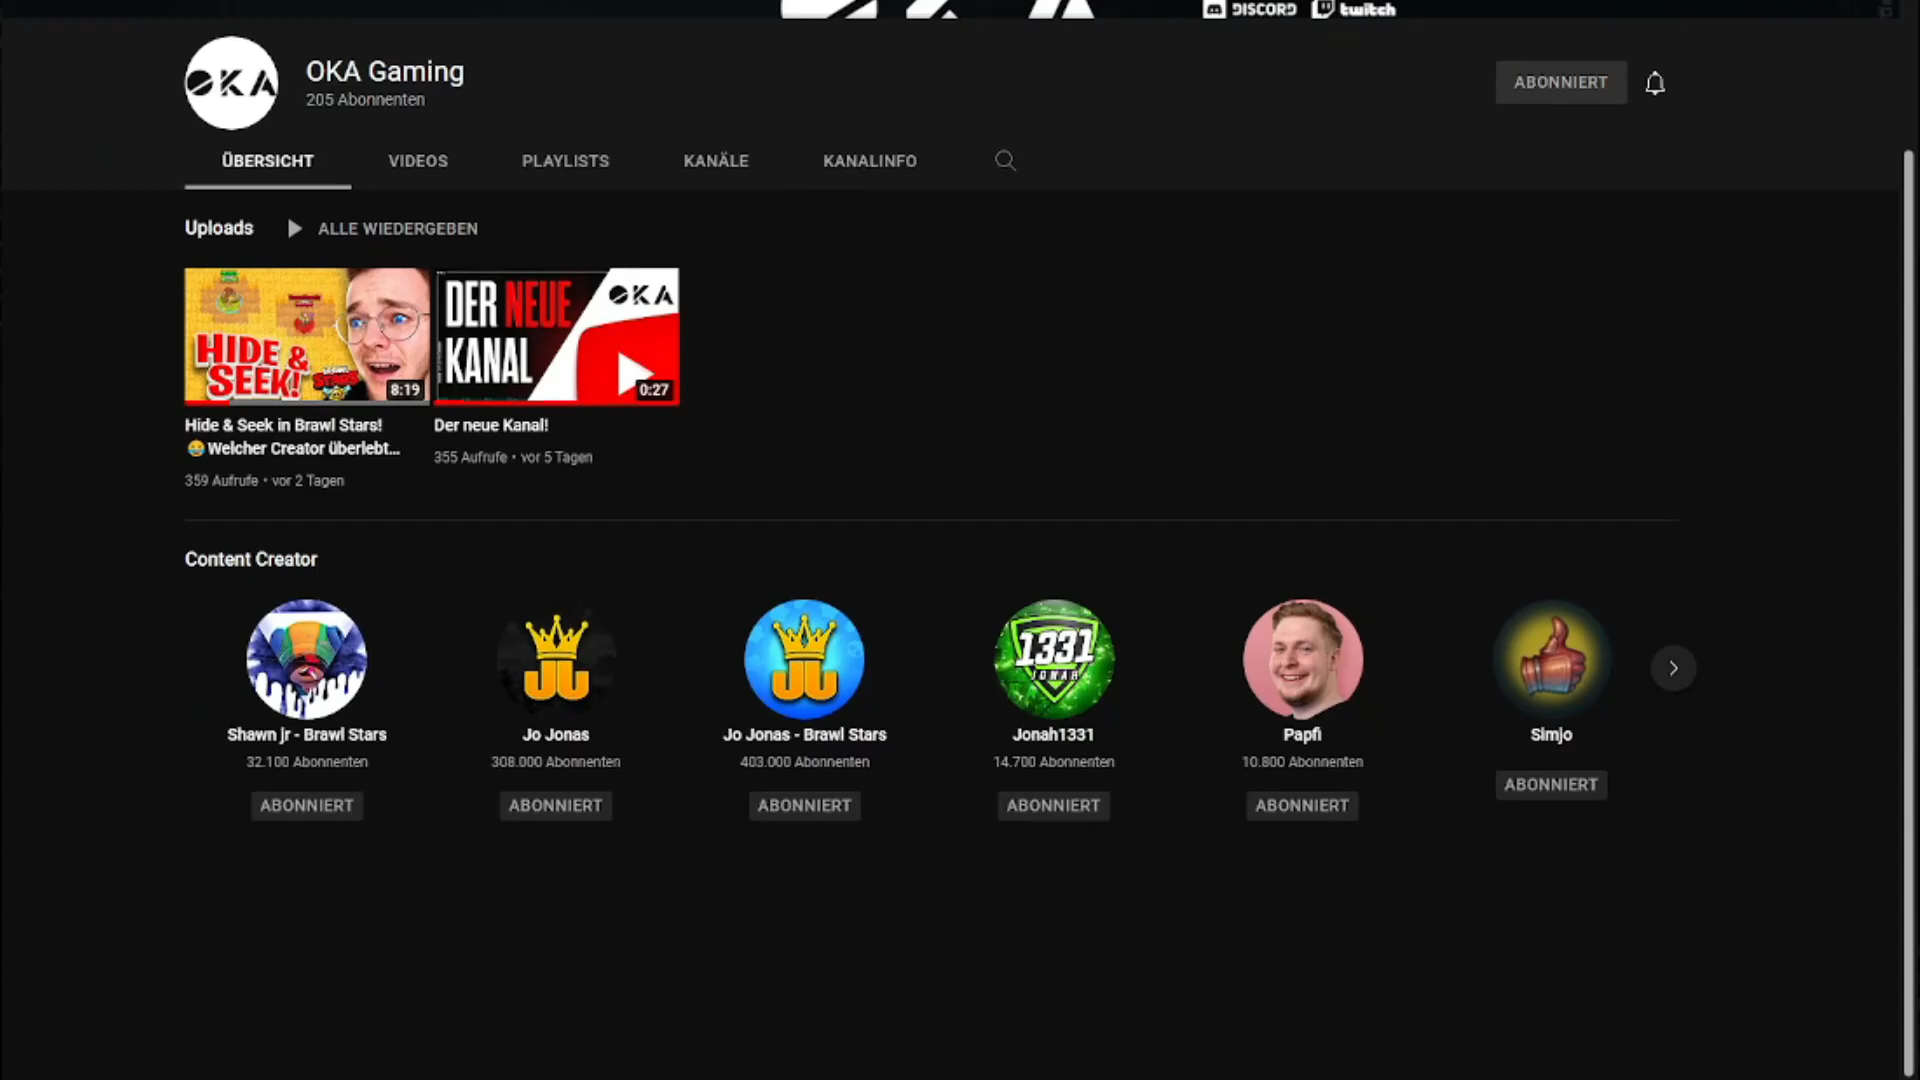 DISCORD twitch
OKA
OKA Gaming
205 Abonnenten
ABONNIERT
ÜBERSICHT VIDEOS PLAYLISTS KANÄLE KANALINFO
Uploads ALLE WIEDERGEBEN
HIDE &
SEEK!
STARS
8:19
DER NEUE
KANAL
OKA
0:27
Hide & Seek in Brawl Stars!
😂Welcher Creator überlebt...
359 Aufrufe • vor 2 Tagen
Der neue Kanal!
355 Aufrufe • vor 5 Tagen
Content Creator
JJ
JJ
1331
JONAH
Shawn jr - Brawl Stars
32.100 Abonnenten
ABONNIERT
Jo Jonas
308.000 Abonnenten
ABONNIERT
Jo Jonas - Brawl Stars
403.000 Abonnenten
ABONNIERT
Jonah1331
14.700 Abonnenten
ABONNIERT
Papfi
10.800 Abonnenten
ABONNIERT
Simjo
ABONNIERT